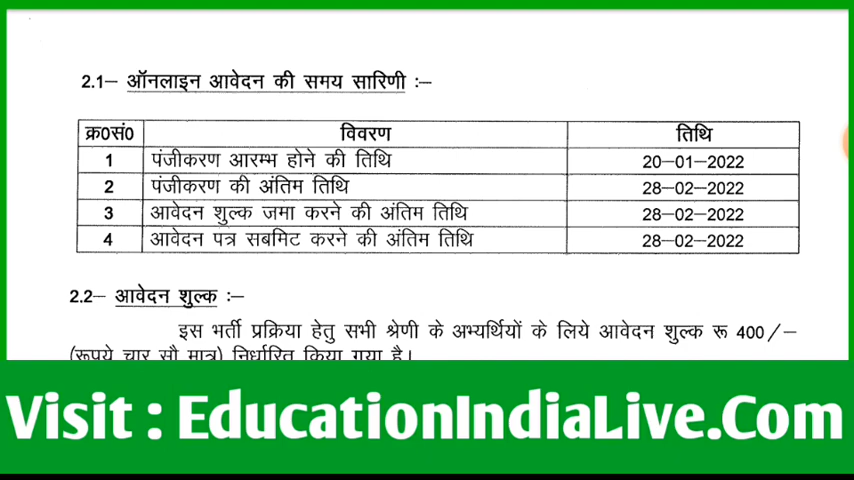 2.1– ऑनलाइन आवेदन की समय सारिणी :–
क्र0सं0 विवरण तिथि
1 पंजीकरण आरम्भ होने की तिथि 20–01–2022
2 पंजीकरण की अंतिम तिथि 28–02–2022
3 आवेदन शुल्क जमा करने की अंतिम तिथि 28–02–2022
4 आवेदन पत्र सबमिट करने की अंतिम तिथि 28–02–2022
2.2– आवेदन शुल्क :–
इस भर्ती प्रक्रिया हेतु सभी श्रेणी के अभ्यर्थियों के लिये आवेदन शुल्क रू 400/–
(रूपये चार सौ मात्र) निर्धारित किया गया है।
Visit : EducationIndiaLive.Com